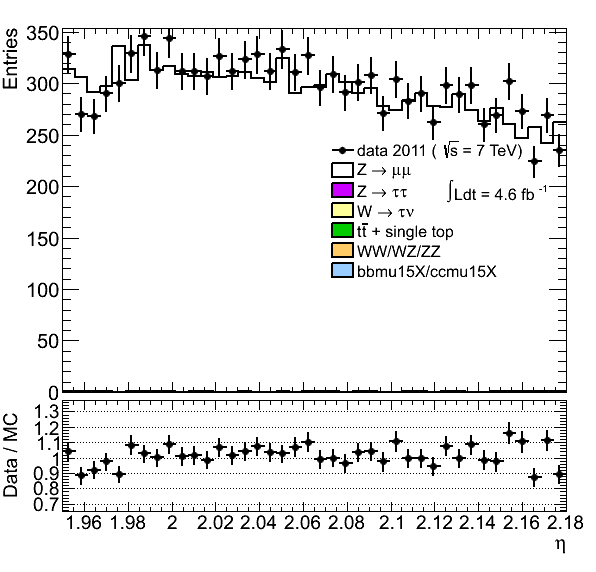 Entries
350
300
250
200
150
100
50
0
data 2011 ( √s = 7 TeV)
Z → μμ
Z → ττ
∫Ldt = 4.6 fb⁻¹
W → τν
tt̄ + single top
WW/WZ/ZZ
bbmu15X/ccmu15X
Data / MC
1.3
1.2
1.1
1.0
0.9
0.8
0.7
1.96 1.98 2 2.02 2.04 2.06 2.08 2.1 2.12 2.14 2.16 2.18
η